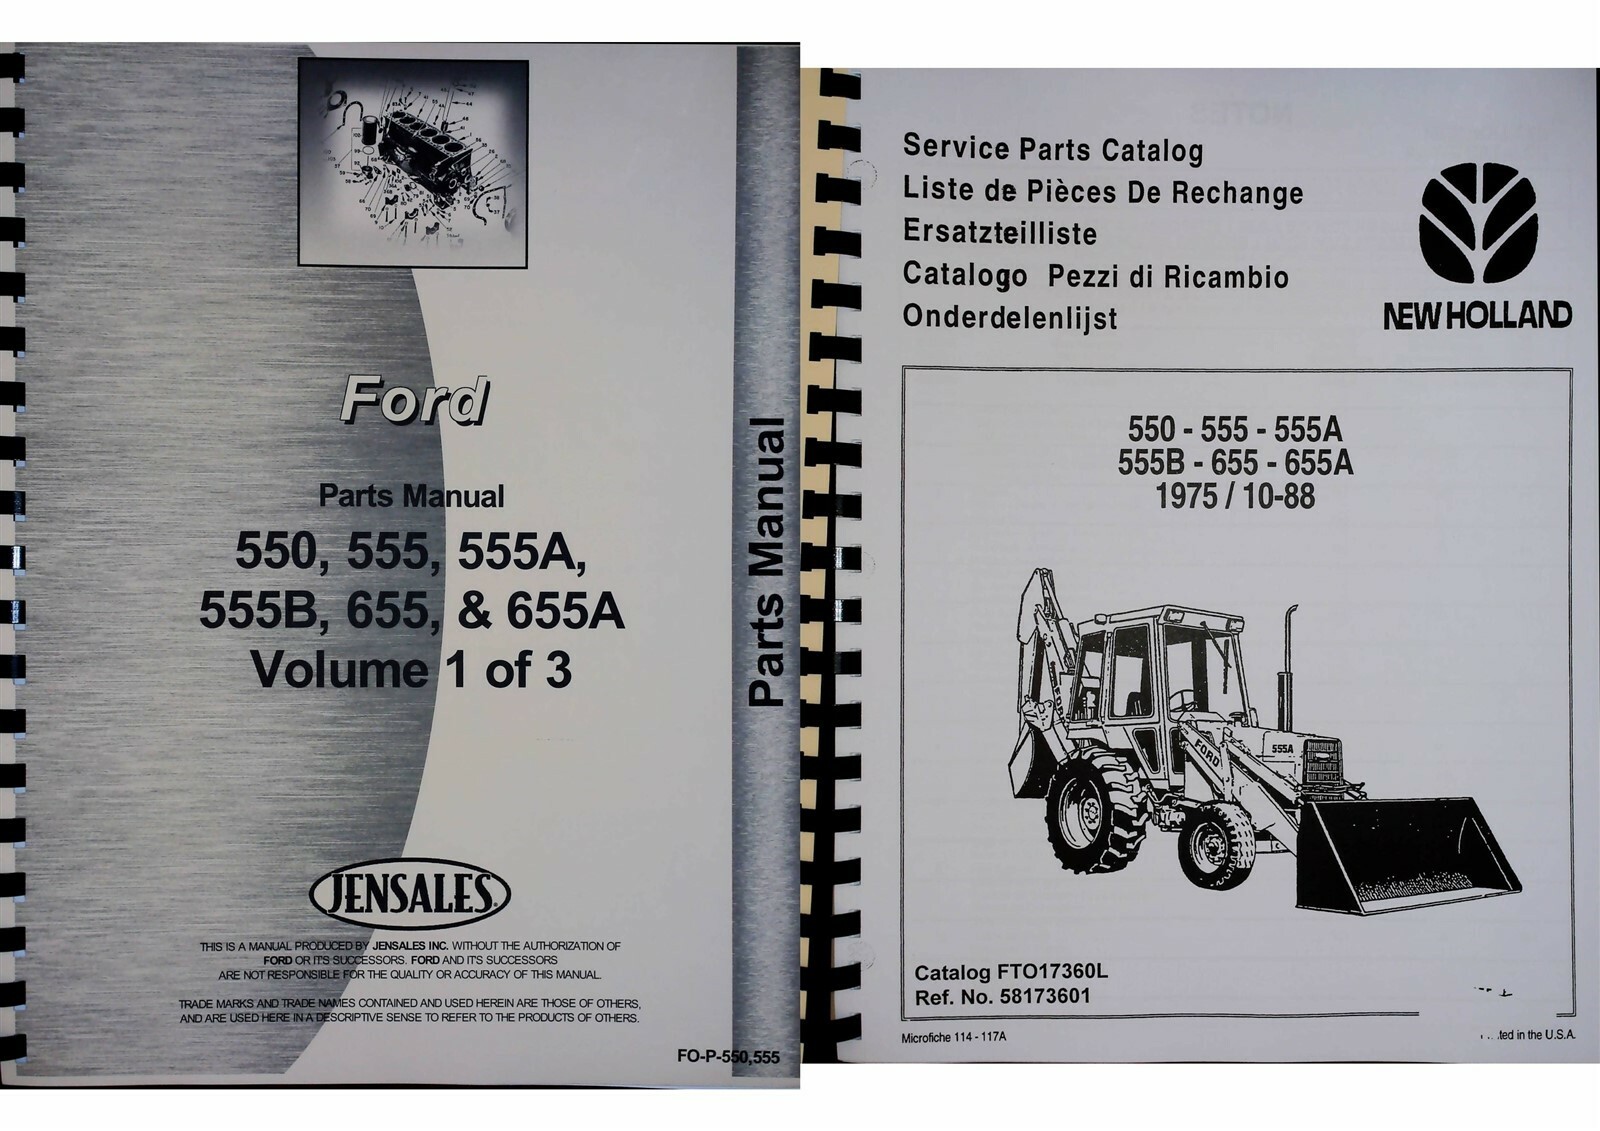 Ford
Parts Manual
550, 555, 555A,
555B, 655, & 655A
Volume 1 of 3
JENSALES
THIS IS A MANUAL PRODUCED BY JENSALES INC. WITHOUT THE AUTHORIZATION OF
FORD OR IT'S SUCCESSORS. FORD AND IT'S SUCCESSORS
ARE NOT RESPONSIBLE FOR THE QUALITY OR ACCURACY OF THIS MANUAL.
TRADE MARKS AND TRADE NAMES CONTAINED AND USED HEREIN ARE THOSE OF OTHERS,
AND ARE USED HERE IN A DESCRIPTIVE SENSE TO REFER TO THE PRODUCTS OF OTHERS.
FO-P-550,555
Parts Manual
Service Parts Catalog
Liste de Pièces De Rechange
Ersatzteilliste
Catalogo Pezzi di Ricambio
Onderdelenlijst
NEW HOLLAND
550 - 555 - 555A
555B - 655 - 655A
1975 / 10-88
FORD
555A
Catalog FTO17360L
Ref. No. 58173601
Microfiche 114 - 117A
ted in the U.S.A.